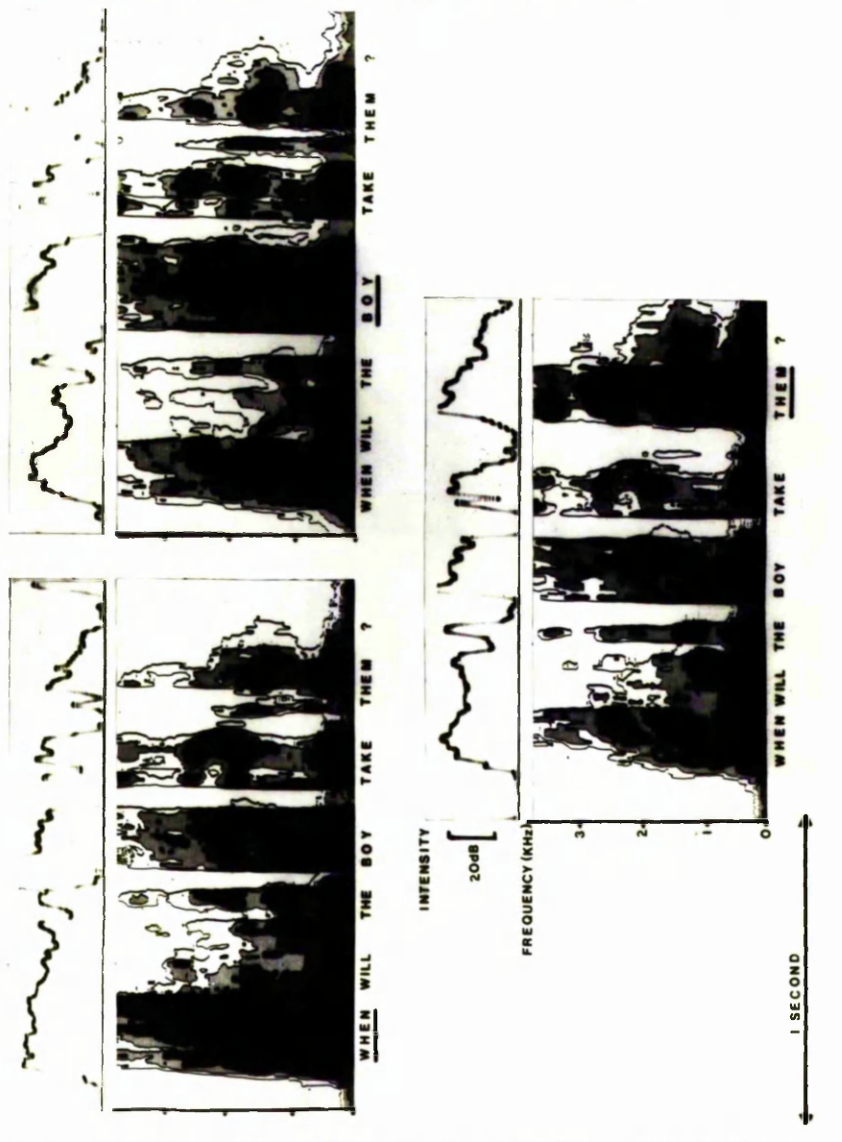 WHEN WILL THE BOY TAKE THEM ?
WHEN WILL THE BOY TAKE THEM ?
INTENSITY
20dB
FREQUENCY (KHz)
3
2
1
0
WHEN WILL THE BOY TAKE THEM ?
1 SECOND